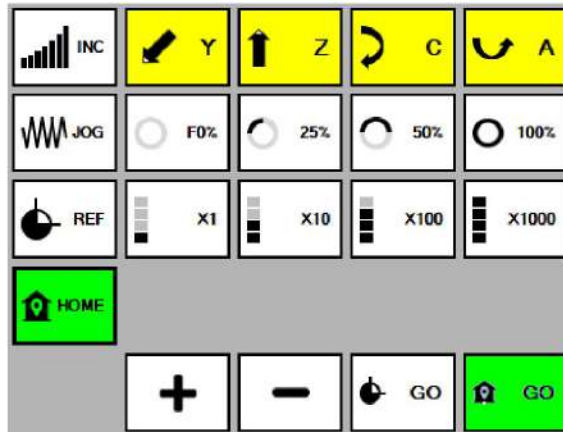 INC Y Z C A
JOG F0% 25% 50% 100%
REF X1 X10 X100 X1000
HOME
GO GO